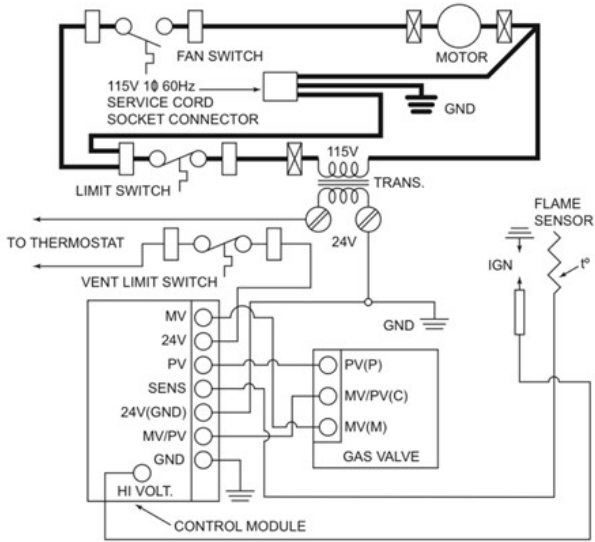 FAN SWITCH
MOTOR
115V 1ϕ 60Hz
SERVICE CORD
SOCKET CONNECTOR
GND
115V
LIMIT SWITCH
TRANS.
24V
TO THERMOSTAT
VENT LIMIT SWITCH
FLAME
SENSOR
IGN
t°
GND
MV
24V
PV
SENS
24V(GND)
MV/PV
GND
HI VOLT.
PV(P)
MV/PV(C)
MV(M)
GAS VALVE
CONTROL MODULE